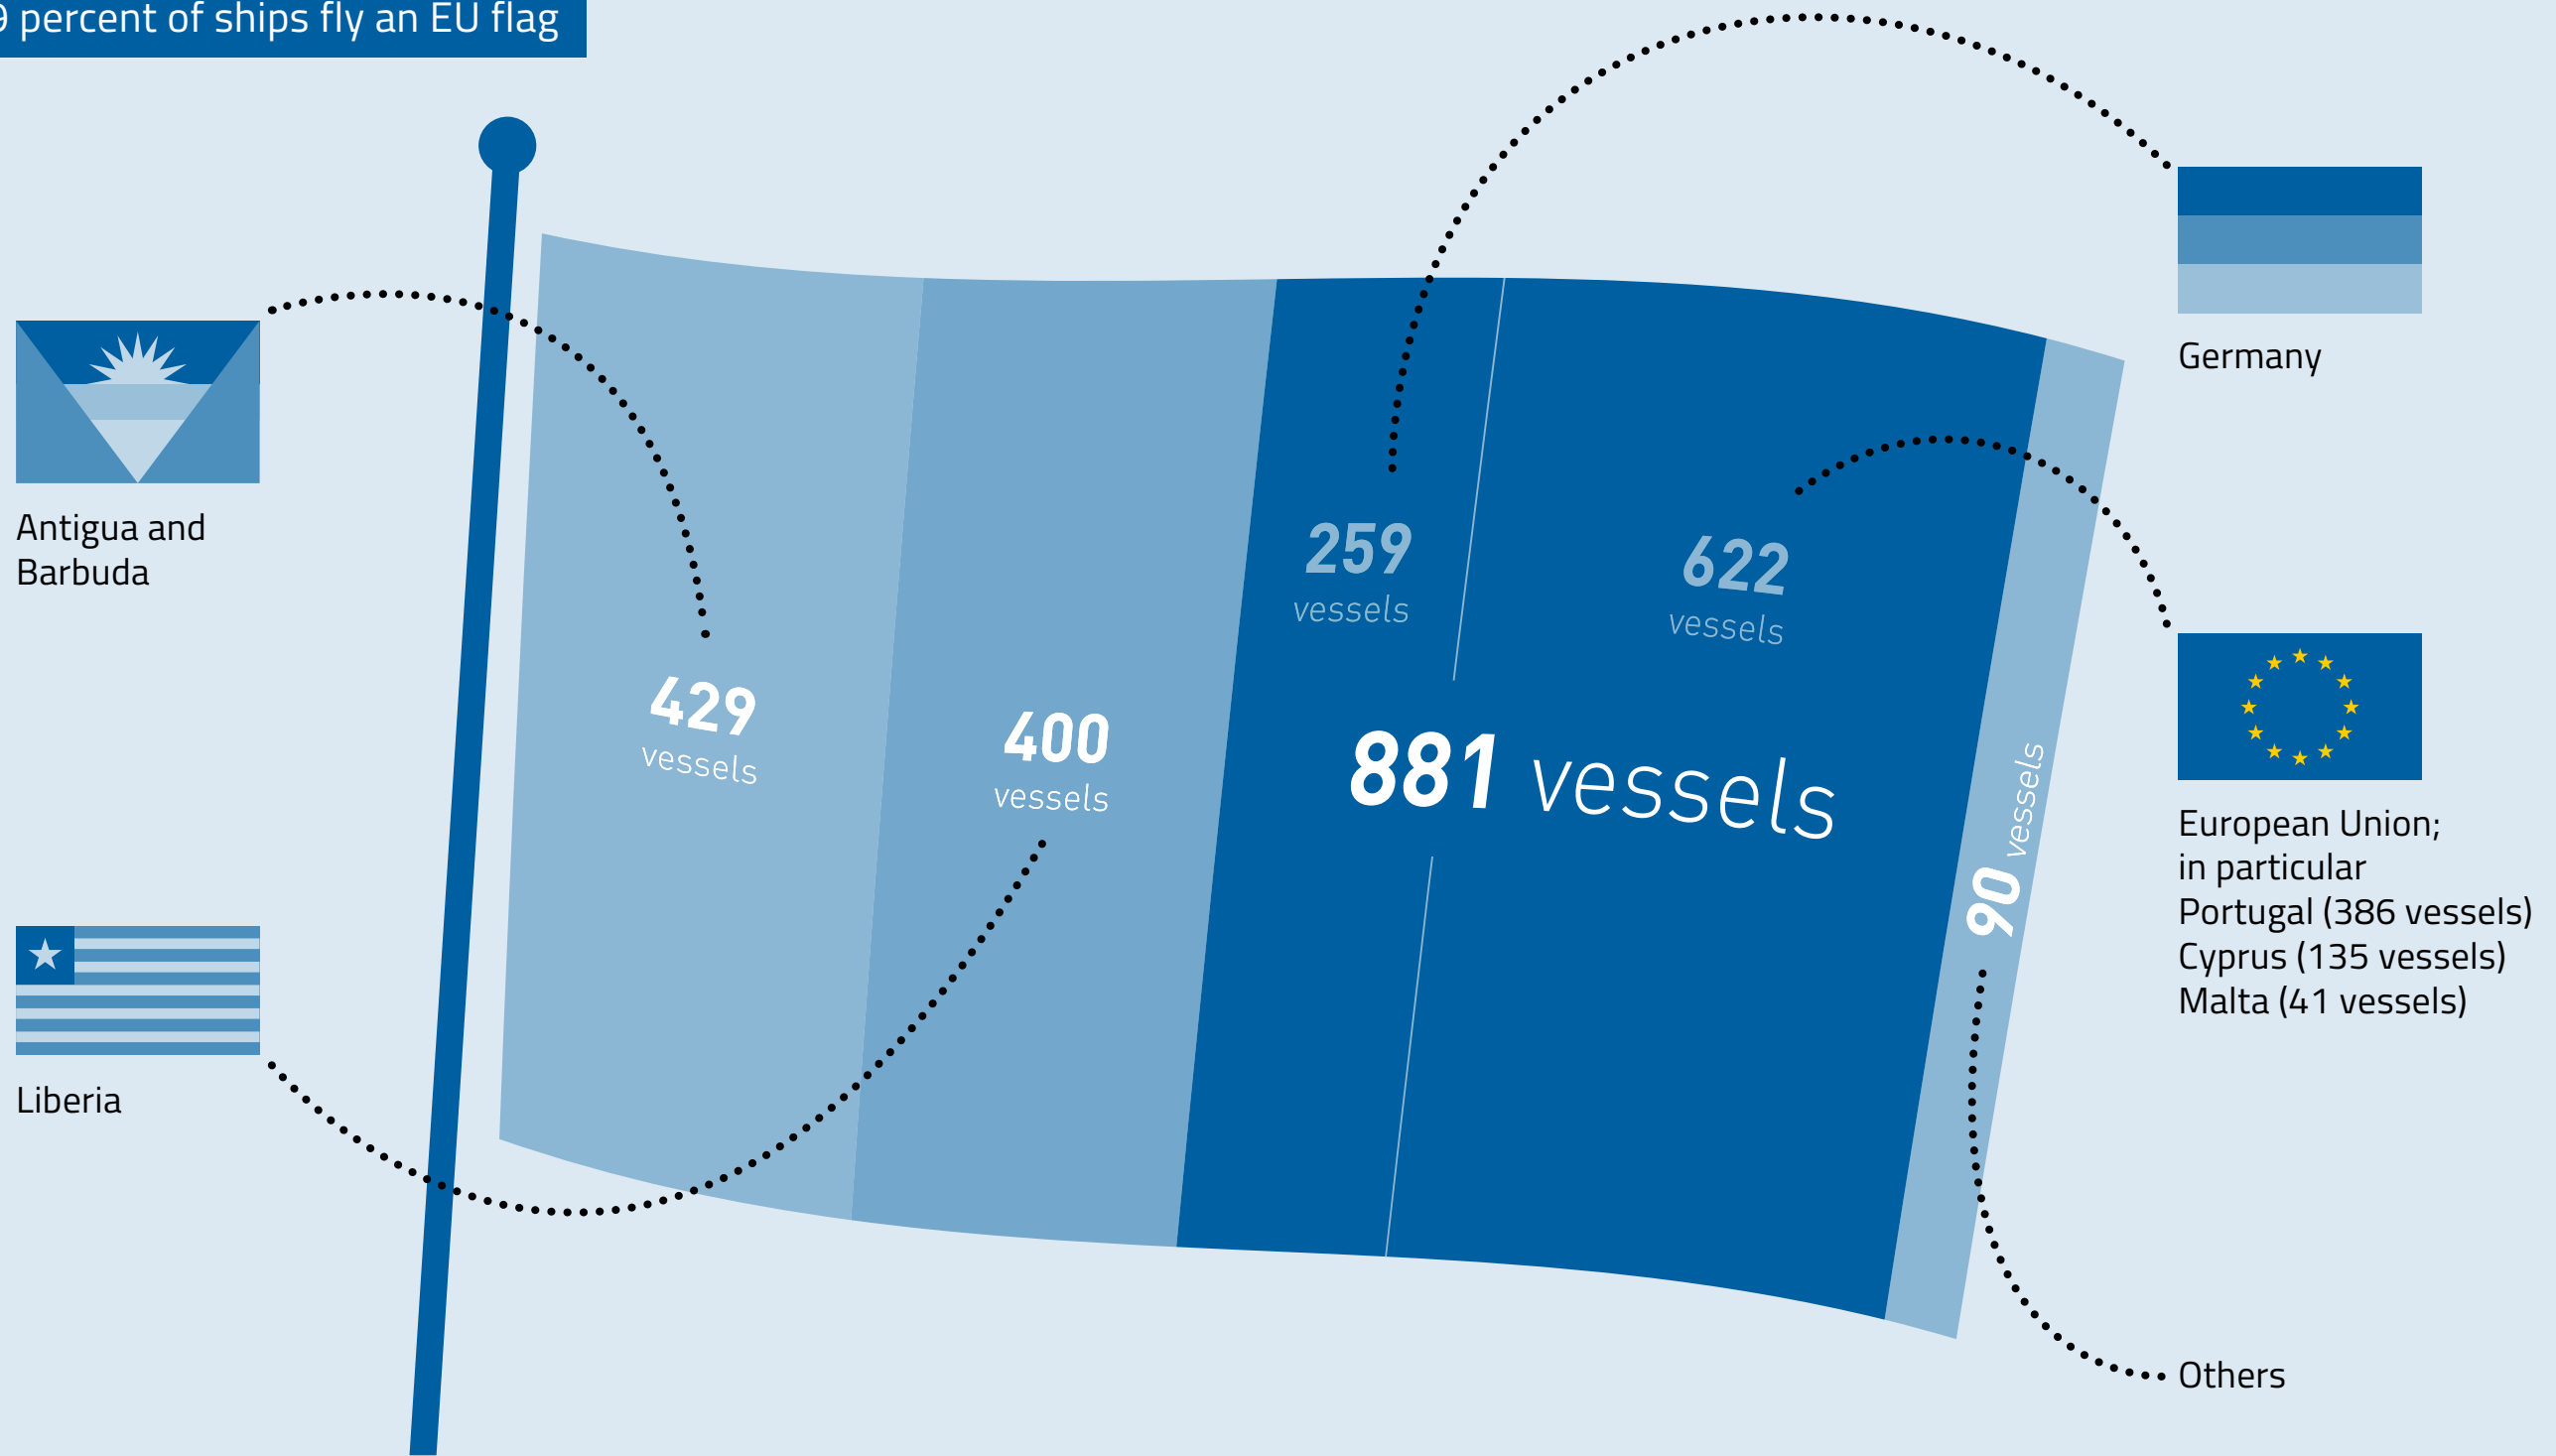 9 percent of ships fly an EU flag
Germany
Antigua and
Barbuda
259
vessels
622
vessels
429
vessels
400
vessels
881 vessels
90 vessels
European Union;
in particular
Portugal (386 vessels)
Cyprus (135 vessels)
Malta (41 vessels)
Liberia
Others